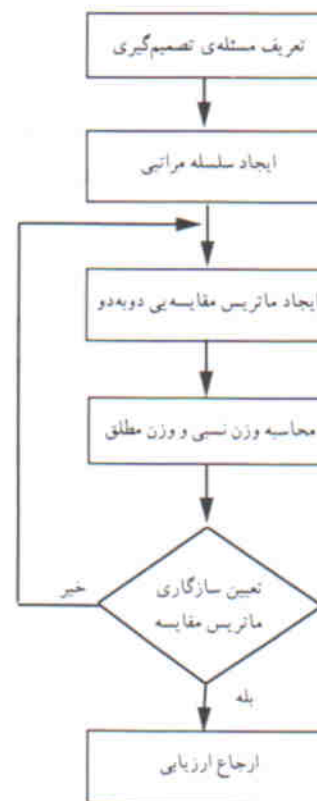 تعریف مسئله‌ی تصمیم‌گیری
ایجاد سلسله مراتبی
ایجاد ماتریس مقایسه‌یی دوبه‌دو
محاسبه وزن نسبی و وزن مطلق
تعیین سازگاری
ماتریس مقایسه
خیر
بله
ارجاع ارزیابی